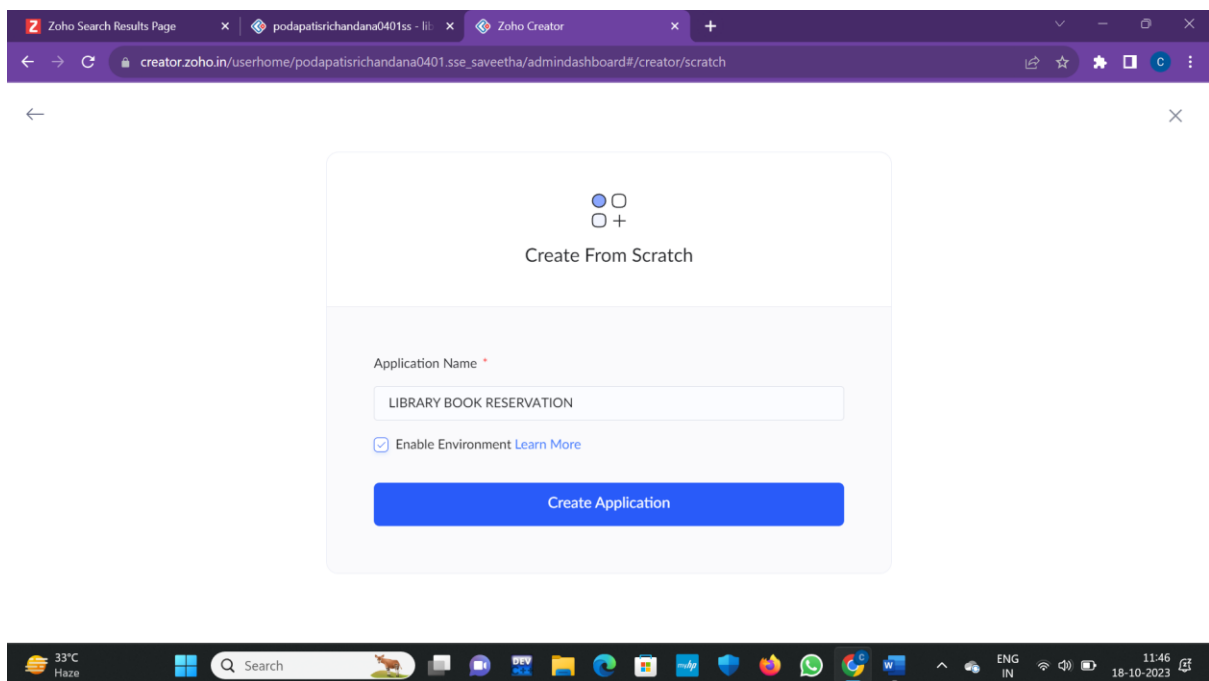 Z Zoho Search Results Page
podapatisrichandana0401ss - lib
Zoho Creator
creator.zoho.in/userhome/podapatisrichandana0401.sse_saveetha/admindashboard#/creator/scratch
C
Create From Scratch
Application Name *
LIBRARY BOOK RESERVATION
Enable Environment Learn More
Create Application
33°C
Haze
Search
DEV
myhp
C
W
ENG
IN
11:46
18-10-2023